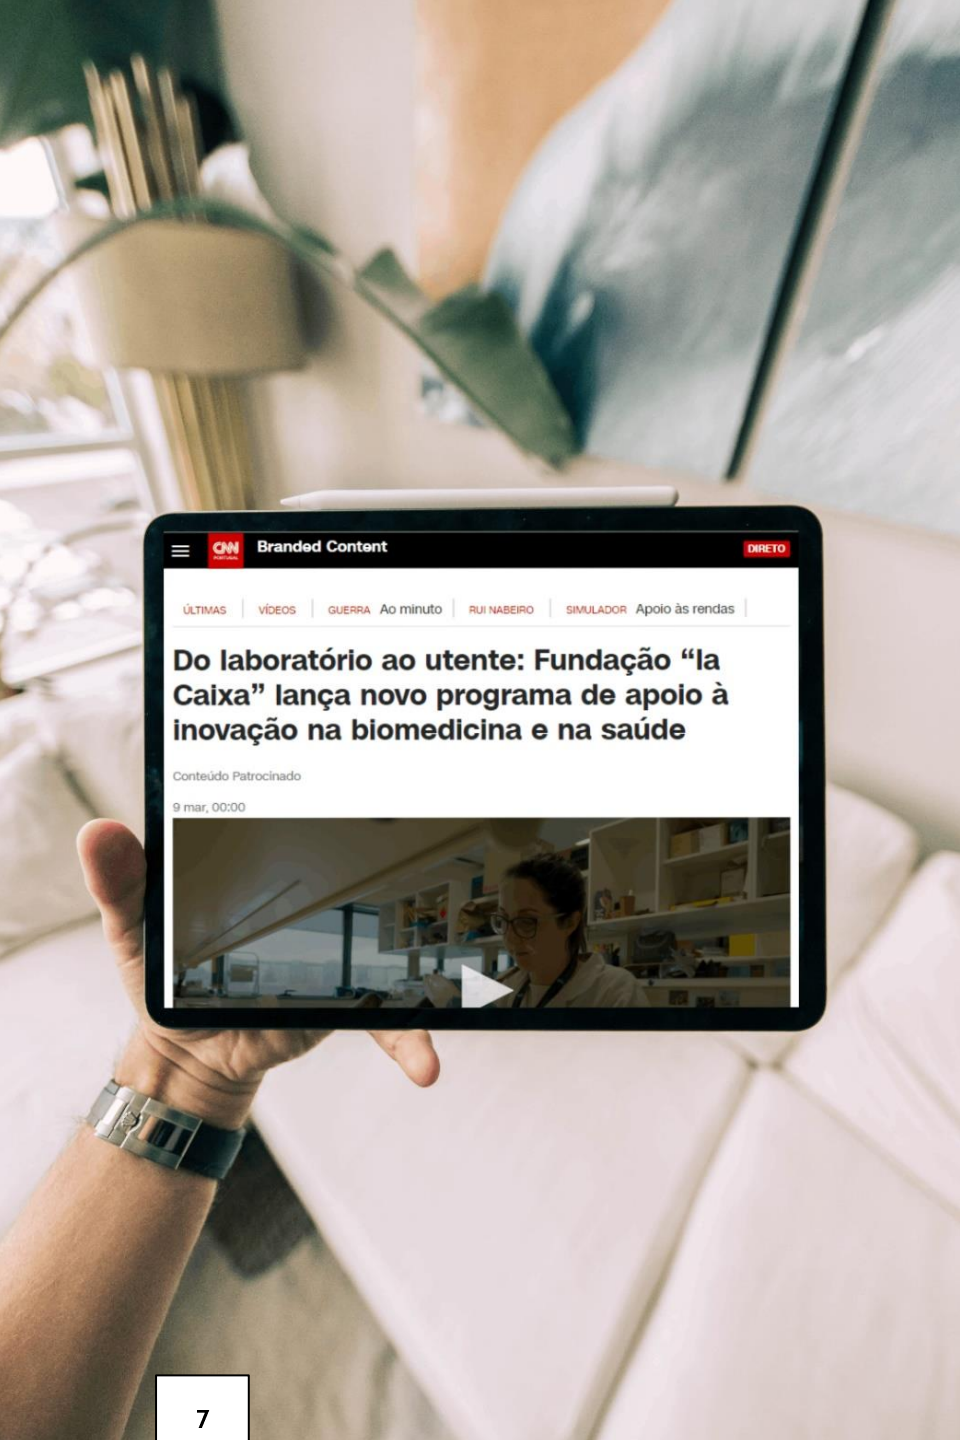 CNN
PORTUGAL
Branded Content
DIRETO
ÚLTIMAS
VÍDEOS
GUERRA Ao minuto
RUI NABEIRO
SIMULADOR Apoio às rendas
Do laboratório ao utente: Fundação “la
Caixa” lança novo programa de apoio à
inovação na biomedicina e na saúde
Conteúdo Patrocinado
9 mar, 00:00
7